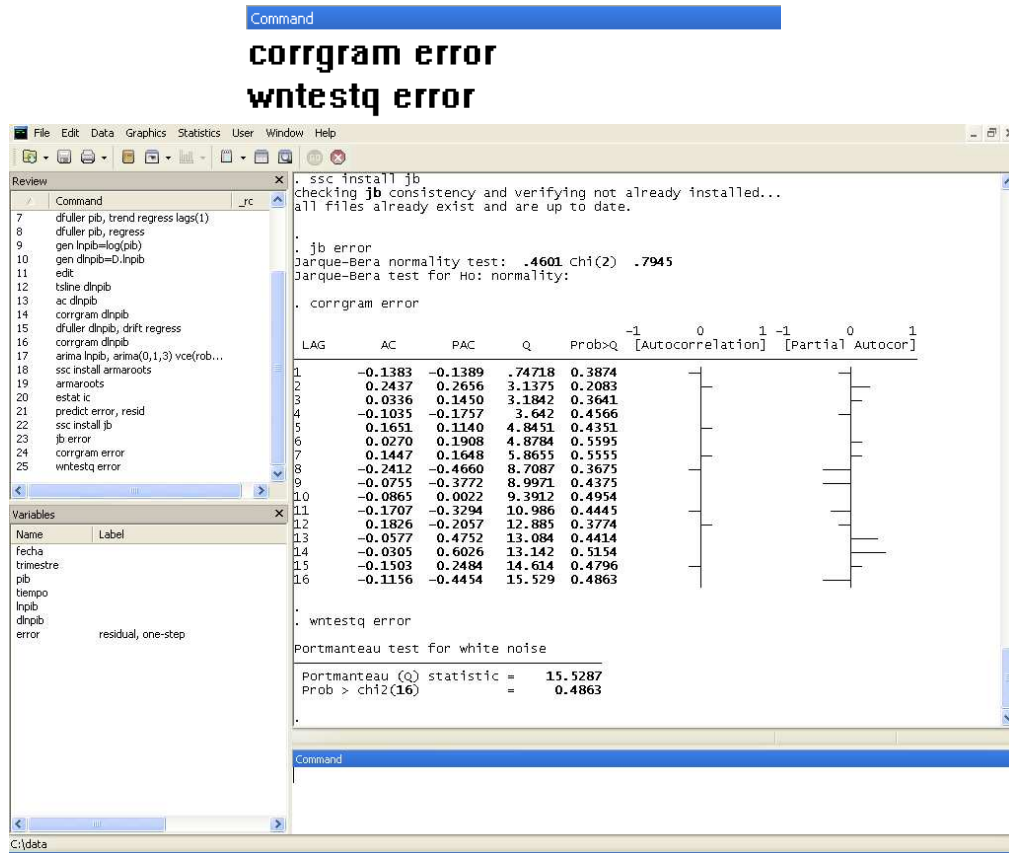 Command
corrgram error
wntestq error
File Edit Data Graphics Statistics User Window Help
Review
Command _rc
7 dfuller pib, trend regress lags(1)
8 dfuller pib, regress
9 gen lnpib=log(pib)
10 gen dlnpib=D.lnpib
11 edit
12 tsline dlnpib
13 ac dlnpib
14 corrgram dlnpib
15 dfuller dlnpib, drift regress
16 corrgram dlnpib
17 arima lnpib, arima(0,1,3) vce(rob...
18 ssc install armaroots
19 armaroots
20 estat ic
21 predict error, resid
22 ssc install jb
23 jb error
24 corrgram error
25 wntestq error
Variables
Name Label
fecha
trimestre
pib
tiempo
lnpib
dlnpib
error residual, one-step
. ssc install jb
checking jb consistency and verifying not already installed...
all files already exist and are up to date.
.
. jb error
Jarque-Bera normality test: .4601 Chi(2) .7945
Jarque-Bera test for Ho: normality:
. corrgram error
-1 0 1 -1 0 1
LAG AC PAC Q Prob>Q [Autocorrelation] [Partial Autocor]
1 -0.1383 -0.1389 .74718 0.3874
2 0.2437 0.2656 3.1375 0.2083
3 0.0336 0.1450 3.1842 0.3641
4 -0.1035 -0.1757 3.642 0.4566
5 0.1651 0.1140 4.8451 0.4351
6 0.0270 0.1908 4.8784 0.5595
7 0.1447 0.1648 5.8655 0.5555
8 -0.2412 -0.4660 8.7087 0.3675
9 -0.0755 -0.3772 8.9971 0.4375
10 -0.0865 0.0022 9.3912 0.4954
11 -0.1707 -0.3294 10.986 0.4445
12 0.1826 -0.2057 12.885 0.3774
13 -0.0577 0.4752 13.084 0.4414
14 -0.0305 0.6026 13.142 0.5154
15 -0.1503 0.2484 14.614 0.4796
16 -0.1156 -0.4454 15.529 0.4863
.
. wntestq error
Portmanteau test for white noise
Portmanteau (Q) statistic = 15.5287
Prob > chi2(16) = 0.4863
.
Command
C:\data